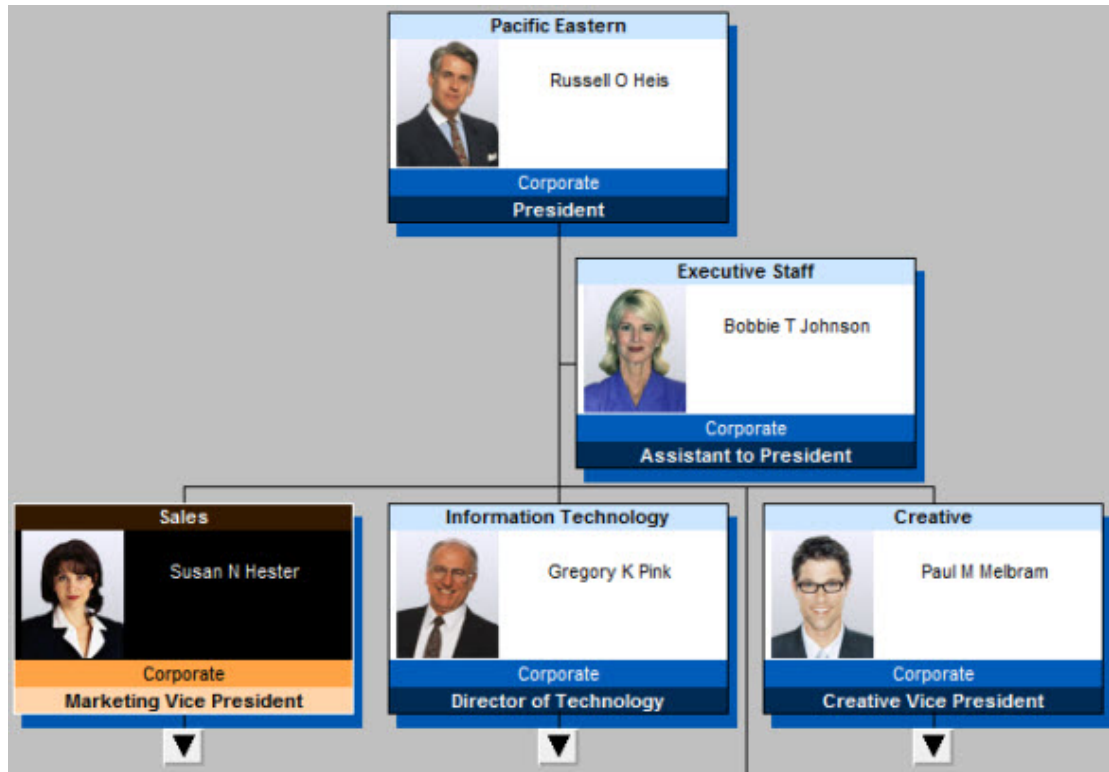 Pacific Eastern
Russell O Heis
Corporate
President
Executive Staff
Bobbie T Johnson
Corporate
Assistant to President
Sales
Susan N Hester
Corporate
Marketing Vice President
Information Technology
Gregory K Pink
Corporate
Director of Technology
Creative
Paul M Melbram
Corporate
Creative Vice President